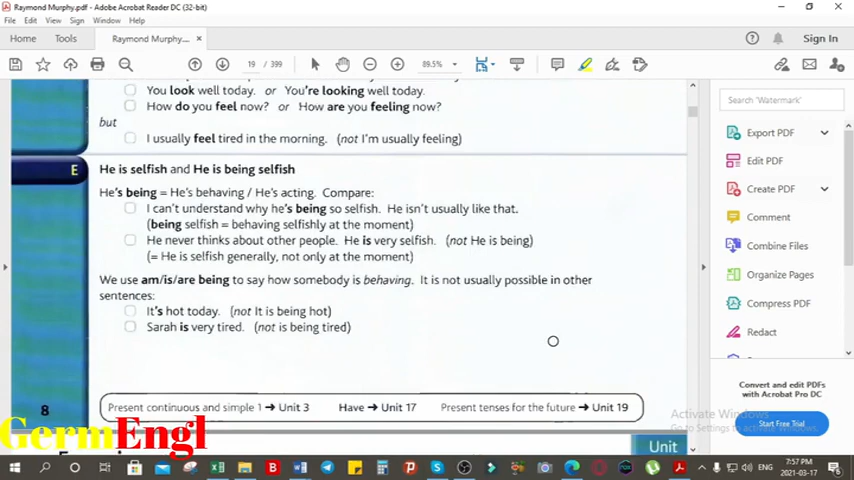 Raymond Murphy.pdf - Adobe Acrobat Reader DC (32-bit)
File Edit View Sign Window Help
Home Tools Raymond Murphy.... × Sign In
19 / 399 89.5%
You look well today. or You're looking well today.
How do you feel now? or How are you feeling now?
but
I usually feel tired in the morning. (not I'm usually feeling)
E
He is selfish and He is being selfish
He's being = He's behaving / He's acting. Compare:
I can't understand why he's being so selfish. He isn't usually like that.
(being selfish = behaving selfishly at the moment)
He never thinks about other people. He is very selfish. (not He is being)
(= He is selfish generally, not only at the moment)
We use am/is/are being to say how somebody is behaving. It is not usually possible in other
sentences:
It's hot today. (not It is being hot)
Sarah is very tired. (not is being tired)
8
Present continuous and simple 1 → Unit 3 Have → Unit 17 Present tenses for the future → Unit 19
GermEngl
Unit
Search 'Watermark'
Export PDF
Edit PDF
Create PDF
Comment
Combine Files
Organize Pages
Compress PDF
Redact
Convert and edit PDFs
with Acrobat Pro DC
Start Free Trial
Activate Windows
Go to Settings to activate Windows.
ENG
7:57 PM
2021-03-17